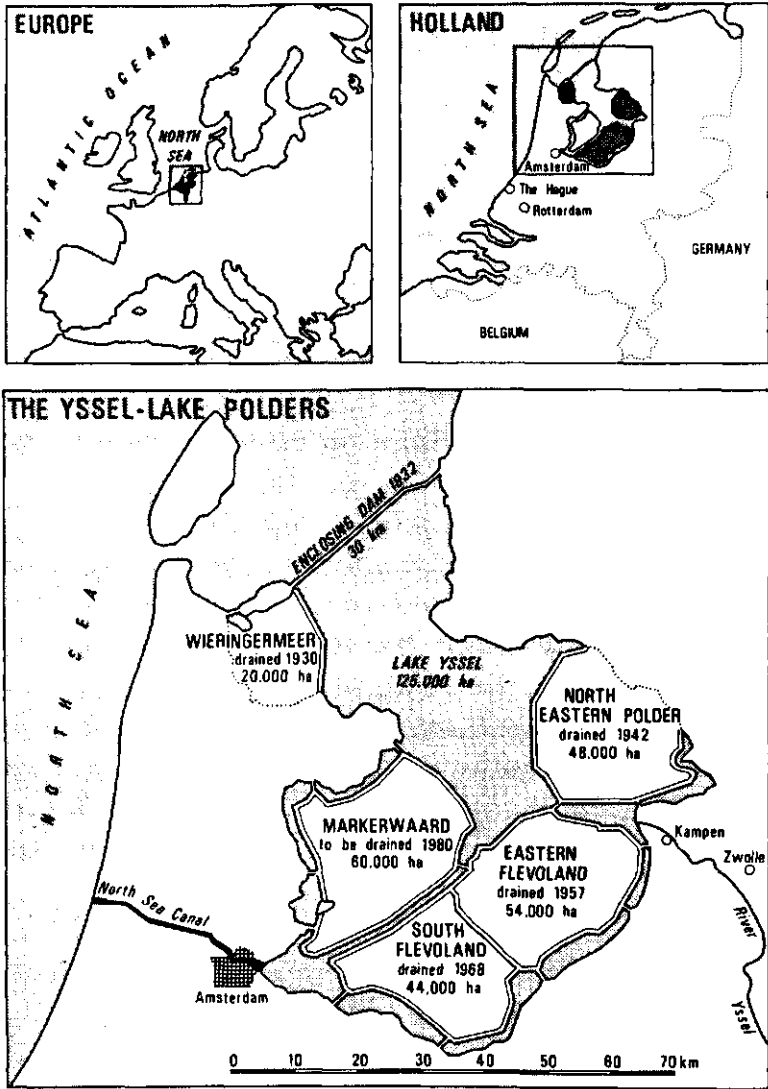 EUROPE
ATLANTIC OCEAN
NORTH
SEA
HOLLAND
NORTH SEA
Amsterdam
The Hague
Rotterdam
GERMANY
BELGIUM
THE YSSEL-LAKE POLDERS
ENCLOSING DAM 1932
30 km
NORTH SEA
WIERINGERMEER
drained 1930
20.000 ha
LAKE YSSEL
125.000 ha
NORTH
EASTERN POLDER
drained 1942
48.000 ha
MARKERWAARD
to be drained 1980
60.000 ha
EASTERN
FLEVOLAND
drained 1957
54.000 ha
Kampen
Zwolle
River Yssel
North Sea Canal
SOUTH
FLEVOLAND
drained 1968
44.000 ha
Amsterdam
0 10 20 30 40 50 60 70 km